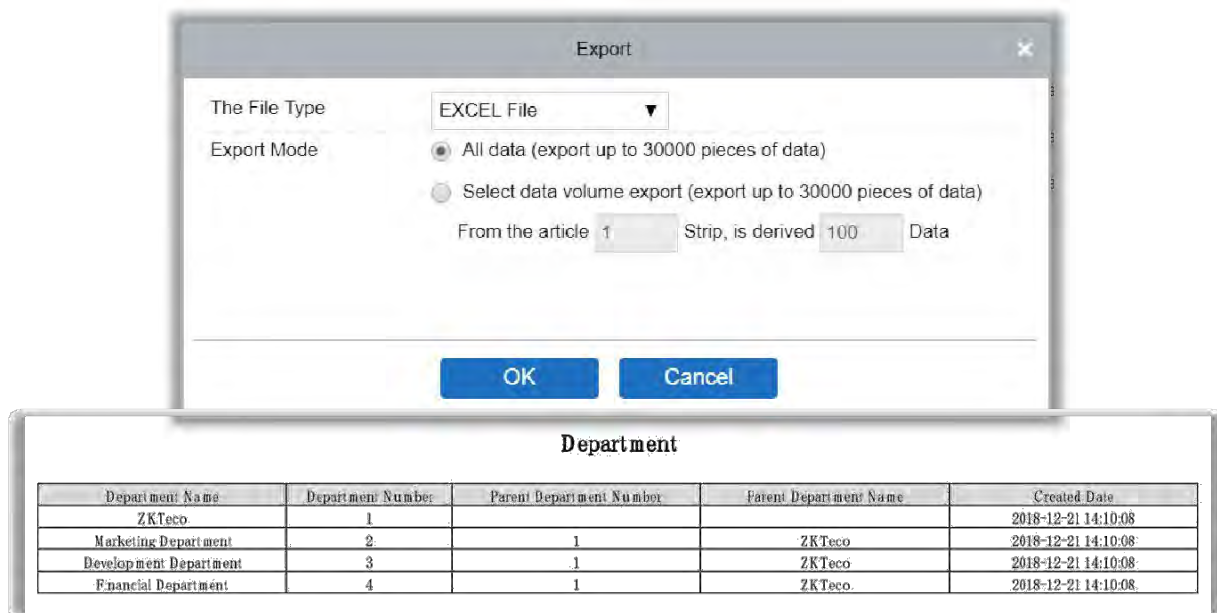 Export
The File Type EXCEL File
Export Mode All data (export up to 30000 pieces of data)
Select data volume export (export up to 30000 pieces of data)
From the article 1 Strip, is derived 100 Data
OK Cancel
Department
Department Name Department Number Parent Department Number Parent Department Name Created Date
ZKTeco 1 2018-12-21 14:10:08
Marketing Department 2 1 ZKTeco 2018-12-21 14:10:08
Development Department 3 1 ZKTeco 2018-12-21 14:10:08
Financial Department 4 1 ZKTeco 2018-12-21 14:10:08